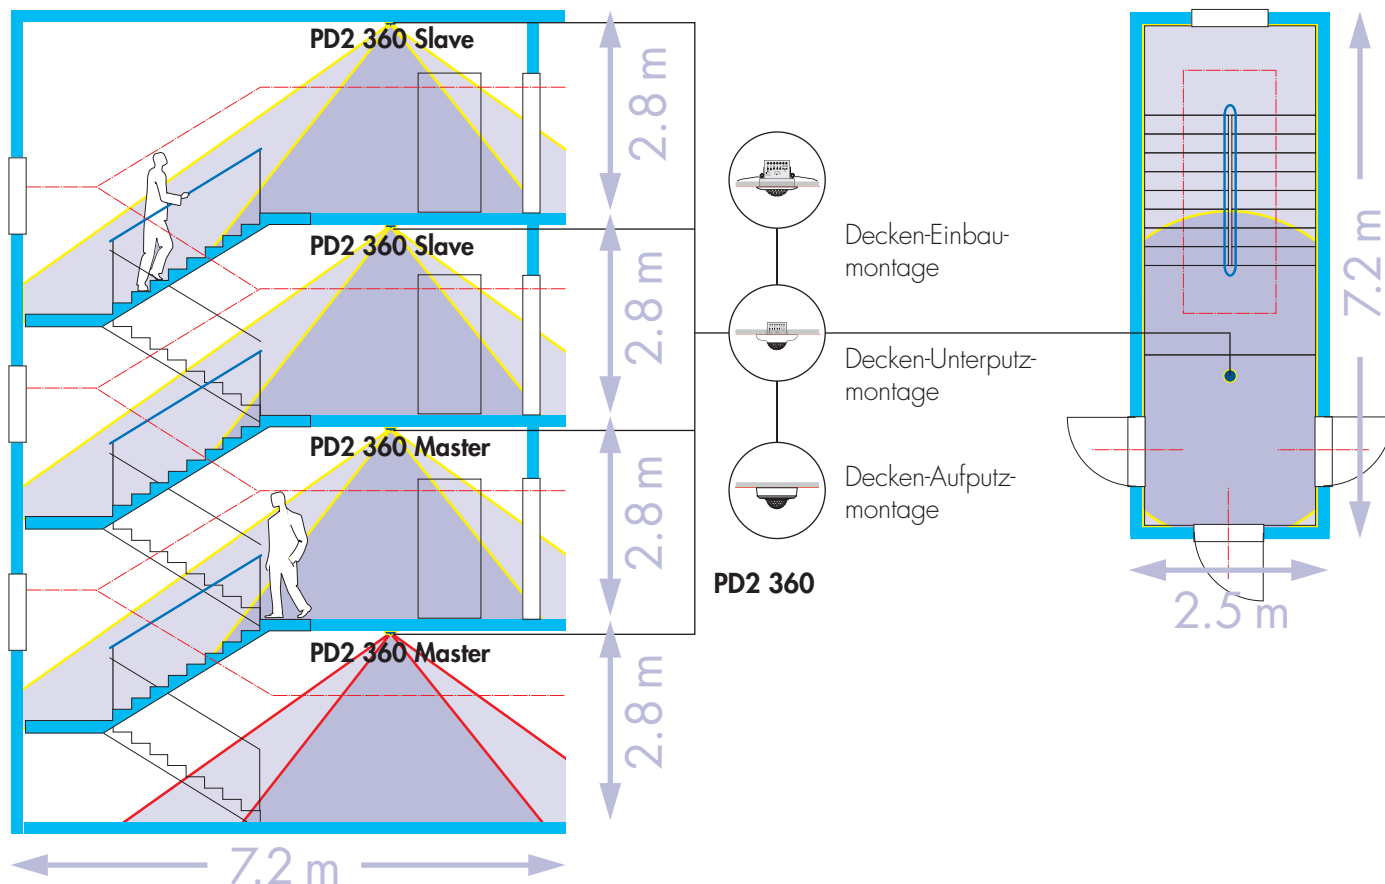 PD2 360 Slave
2.8 m
PD2 360 Slave
2.8 m
PD2 360 Master
2.8 m
PD2 360 Master
2.8 m
7.2 m
Decken-Einbau-
montage
Decken-Unterputz-
montage
Decken-Aufputz-
montage
PD2 360
7.2 m
2.5 m